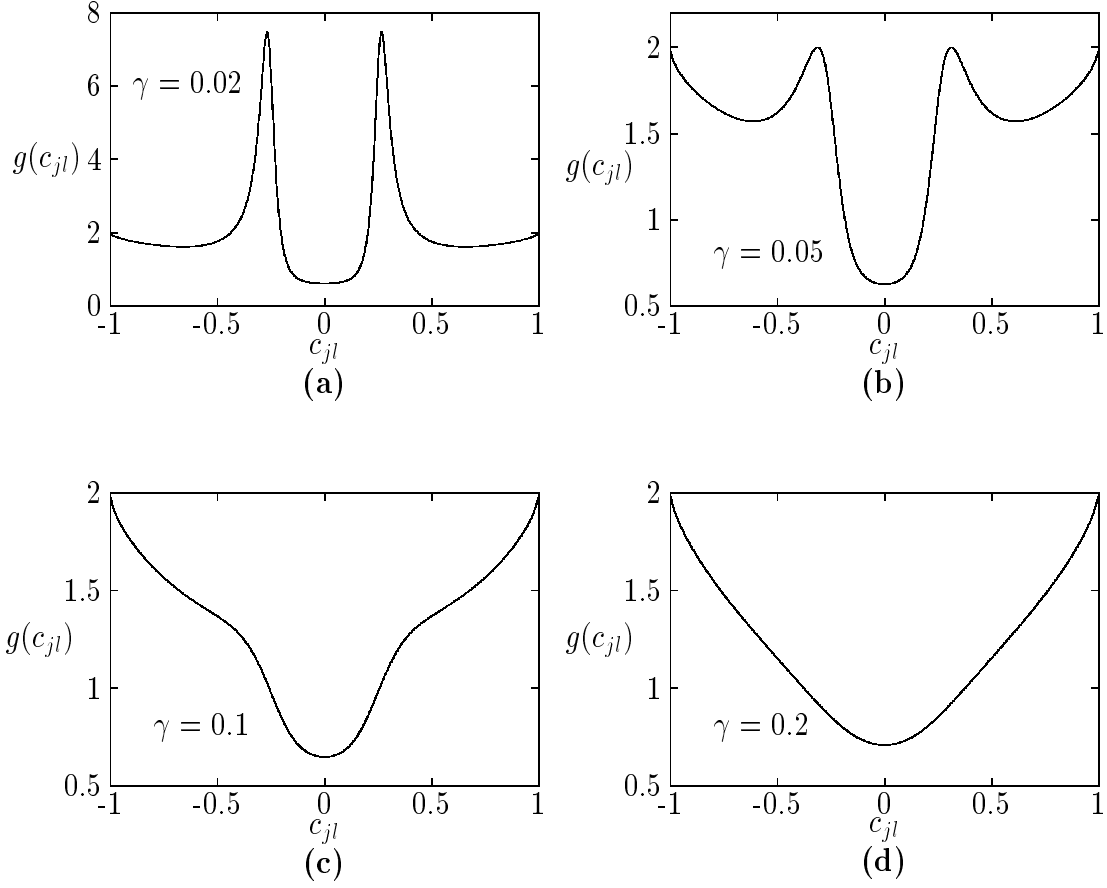 8
6
4
2
0
g(c_{jl})
γ = 0.02
-1 -0.5 0 0.5 1
c_{jl}
(a)
2
1.5
1
0.5
g(c_{jl})
γ = 0.05
-1 -0.5 0 0.5 1
c_{jl}
(b)
2
1.5
1
0.5
g(c_{jl})
γ = 0.1
-1 -0.5 0 0.5 1
c_{jl}
(c)
2
1.5
1
0.5
g(c_{jl})
γ = 0.2
-1 -0.5 0 0.5 1
c_{jl}
(d)